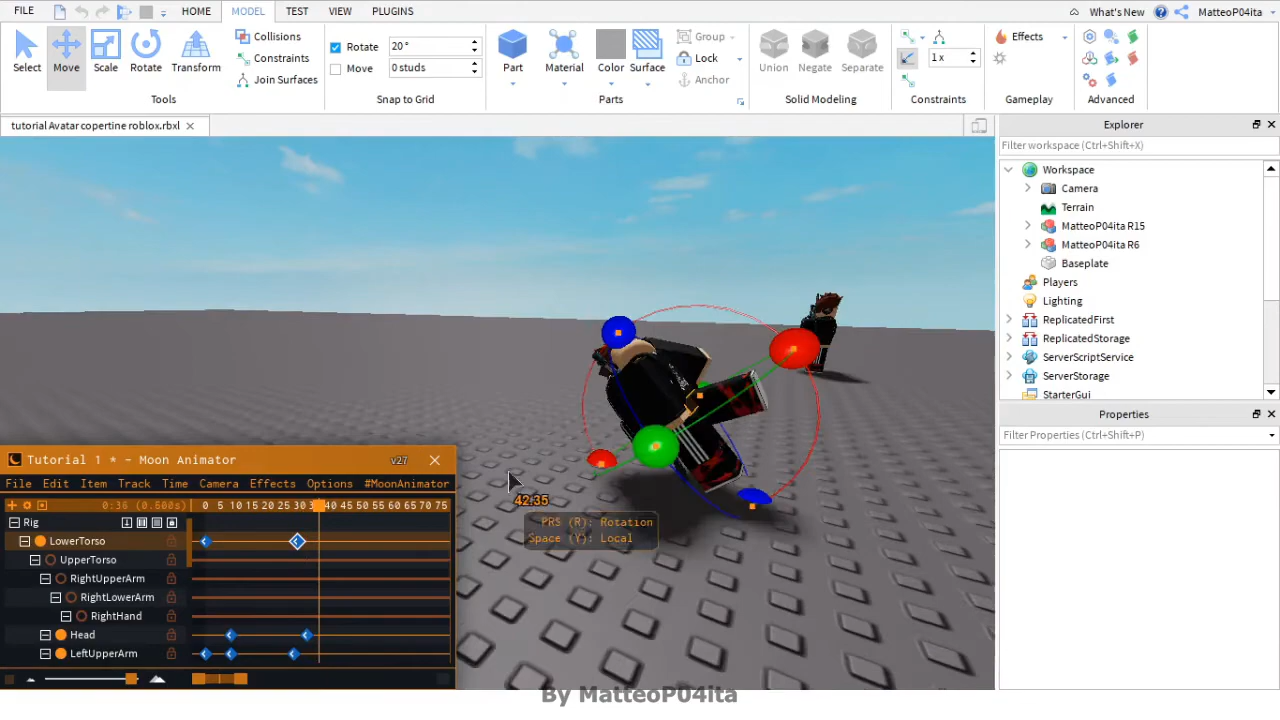 FILE HOME MODEL TEST VIEW PLUGINS What's New MatteoP04ita
Select Move Scale Rotate Transform
Collisions
Constraints
Join Surfaces
Tools
Rotate 20°
Move 0 stud
Snap to Grid
Part Material Color Surface
Group
Lock
Anchor
Parts
Union Negate Separate
Solid Modeling
1 x
Constraints
Effects
Gameplay
Advanced
tutorial Avatar copertine roblox.rbxl
Explorer
Filter workspace (Ctrl+Shift+X)
Workspace
Camera
Terrain
MatteoP04ita R15
MatteoP04ita R6
Baseplate
Players
Lighting
ReplicatedFirst
ReplicatedStorage
ServerScriptService
ServerStorage
StarterGui
Properties
Filter Properties (Ctrl+Shift+P)
42.35
PRS (R): Rotation
Space (Y): Local
Tutorial 1 * - Moon Animator v27
File Edit Item Track Time Camera Effects Options #MoonAnimator
0:36 (0.500s) 0 5 10 15 20 25 30 40 45 50 55 60 65 70 75
Rig
LowerTorso
UpperTorso
RightUpperArm
RightLowerArm
RightHand
Head
LeftUpperArm
By MatteoP04ita